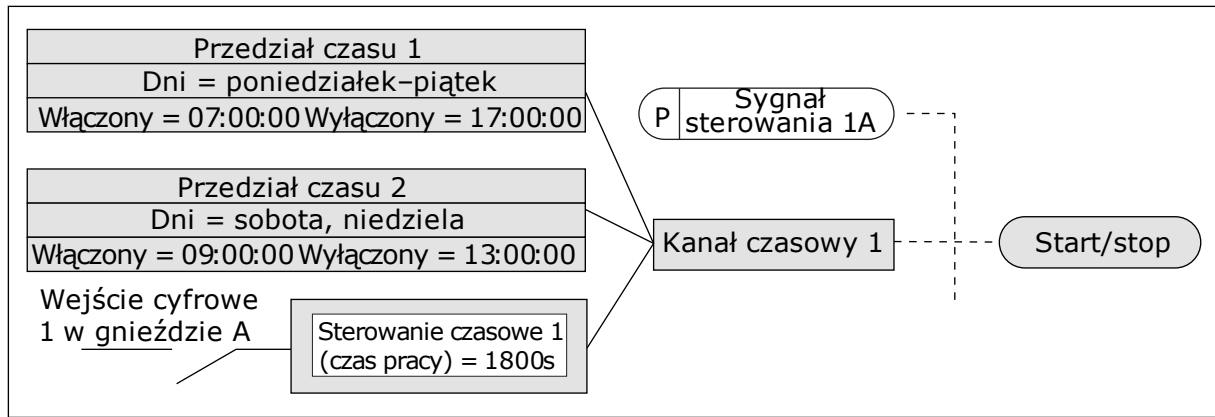 Przedział czasu 1
Dni = poniedziałek–piątek
Włączony = 07:00:00 Wyłączony = 17:00:00
Przedział czasu 2
Dni = sobota, niedziela
Włączony = 09:00:00 Wyłączony = 13:00:00
Wejście cyfrowe
1 w gnieździe A
Sterowanie czasowe 1
(czas pracy) = 1800s
P
Sygnał
sterowania 1A
Kanał czasowy 1
Start/stop